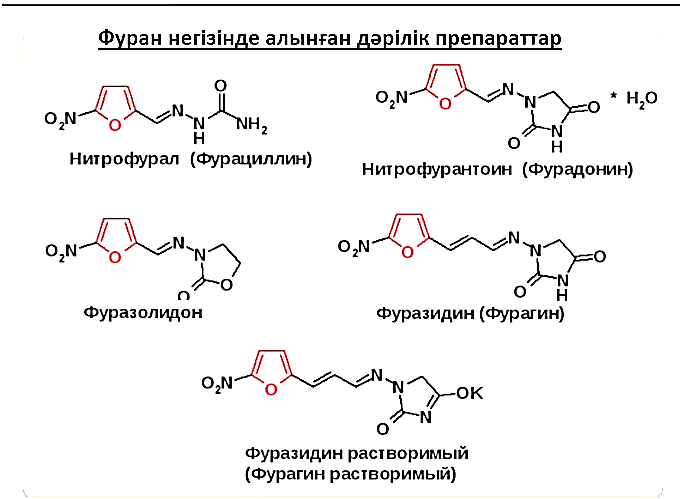 Фуран негізінде алынған дәрілік препараттар
O₂N O N N H O NH₂
Нитрофурал (Фурациллин)
O₂N O N N O NH O * H₂O
Нитрофурантоин (Фурадонин)
O₂N O N N O O
Фуразолидон
O₂N O N N O NH O
Фуразидин (Фурагин)
O₂N O N N O N OK
Фуразидин растворимый
(Фурагин растворимый)